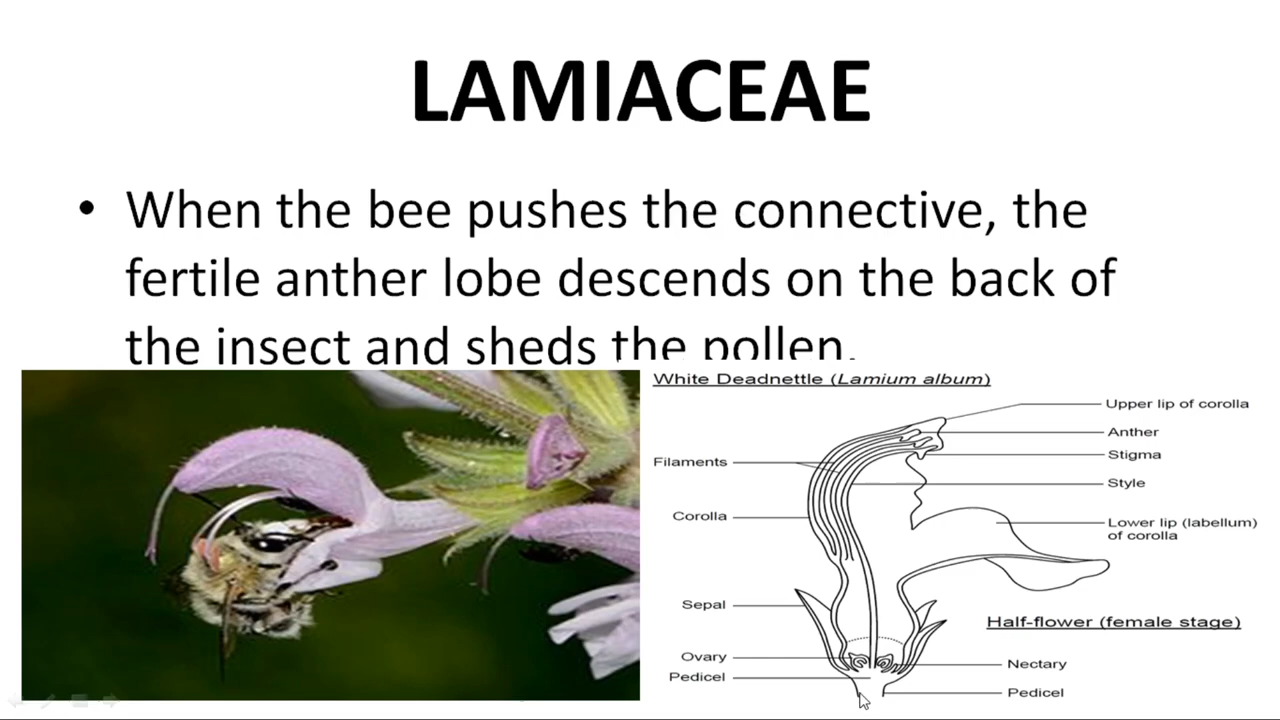 LAMIACEAE
• When the bee pushes the connective, the
fertile anther lobe descends on the back of
the insect and sheds the pollen.
White Deadnettle (Lamium album)
Upper lip of corolla
Anther
Stigma
Filaments
Style
Corolla
Lower lip (labellum)
of corolla
Sepal
Half-flower (female stage)
Ovary
Nectary
Pedicel
Pedicel